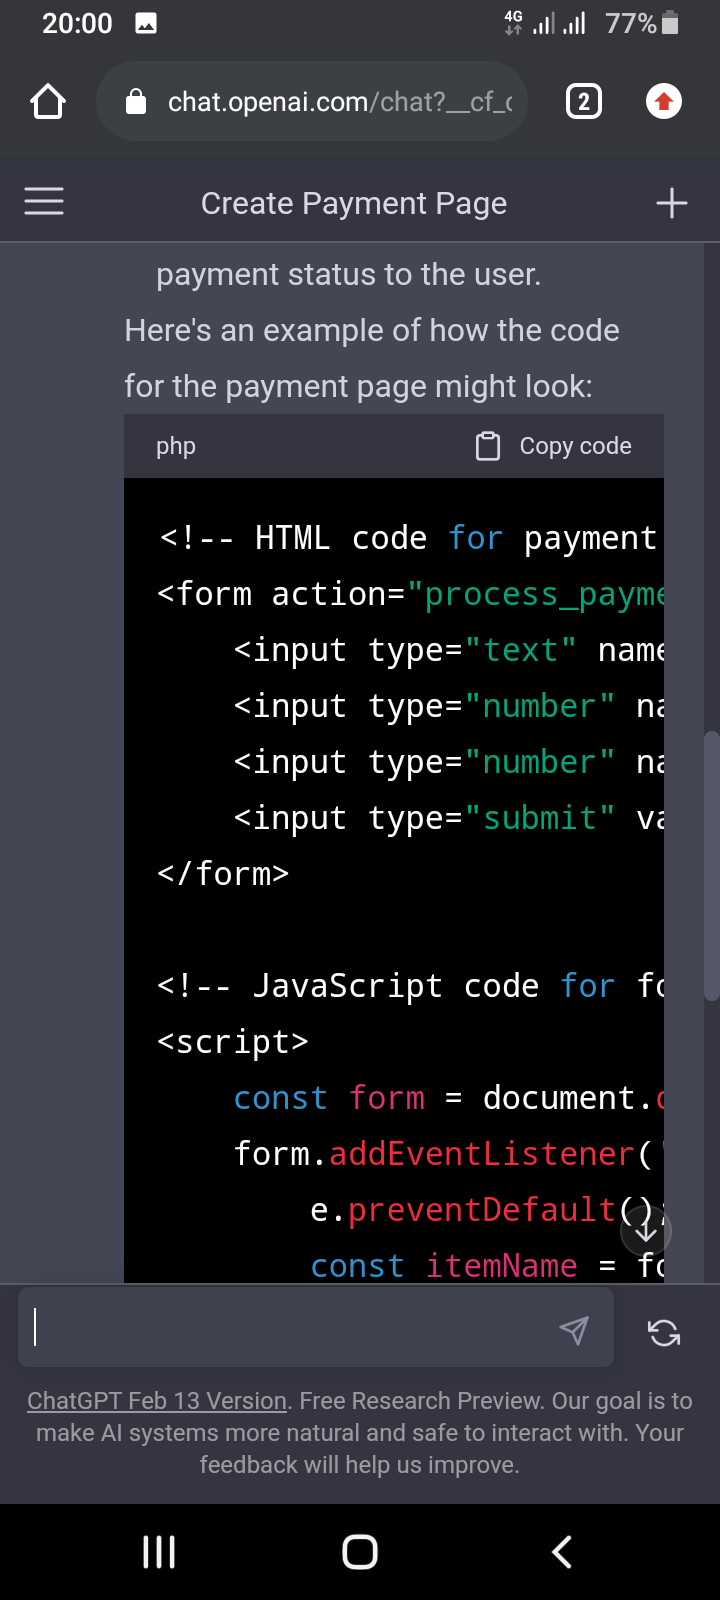 20:00 4G 77%
chat.openai.com/chat?__cf_c
2
Create Payment Page
payment status to the user.
Here's an example of how the code
for the payment page might look:
php Copy code
<!-- HTML code for payment
<form action="process_payme
<input type="text" name
<input type="number" na
<input type="number" na
<input type="submit" va
</form>
<!-- JavaScript code for fo
<script>
const form = document.
form.addEventListener('
e.preventDefault();
const itemName = fo
ChatGPT Feb 13 Version. Free Research Preview. Our goal is to
make AI systems more natural and safe to interact with. Your
feedback will help us improve.